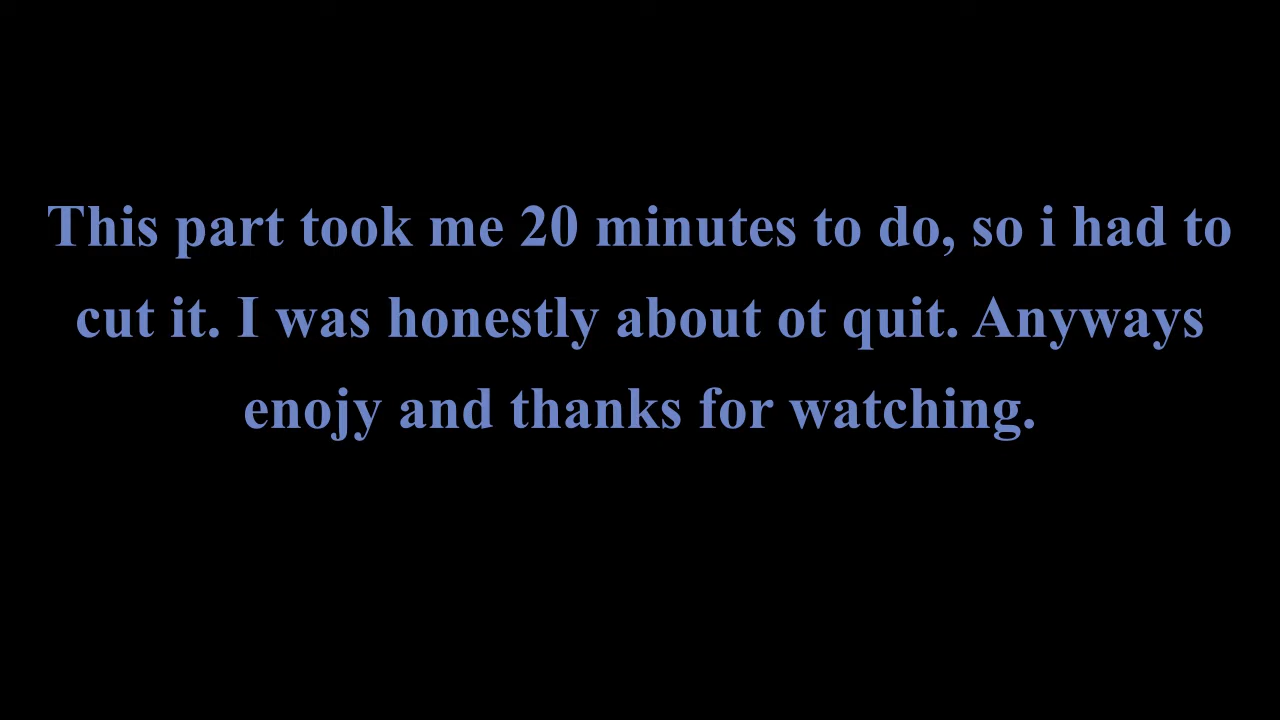 This part took me 20 minutes to do, so i had to
cut it. I was honestly about ot quit. Anyways
enojy and thanks for watching.